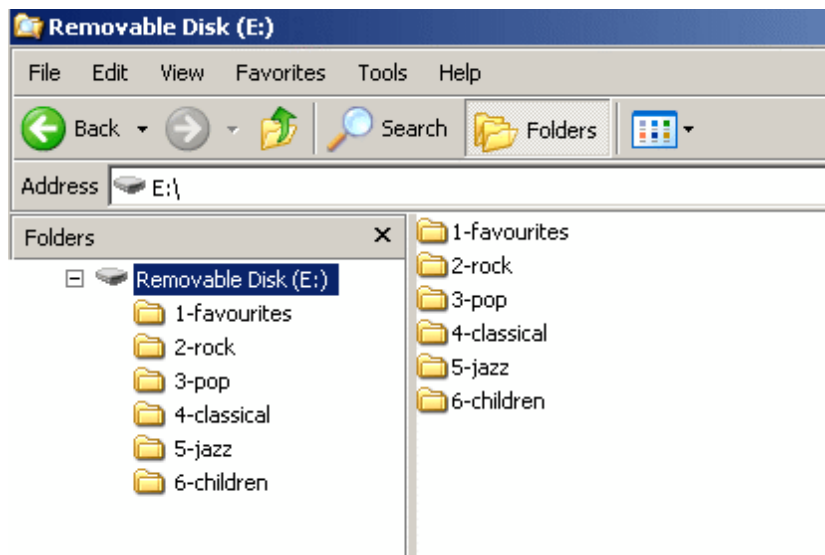 Removable Disk (E:)
File Edit View Favorites Tools Help
Back Search Folders
Address E:\
Folders
Removable Disk (E:)
1-favourites
2-rock
3-pop
4-classical
5-jazz
6-children
1-favourites
2-rock
3-pop
4-classical
5-jazz
6-children